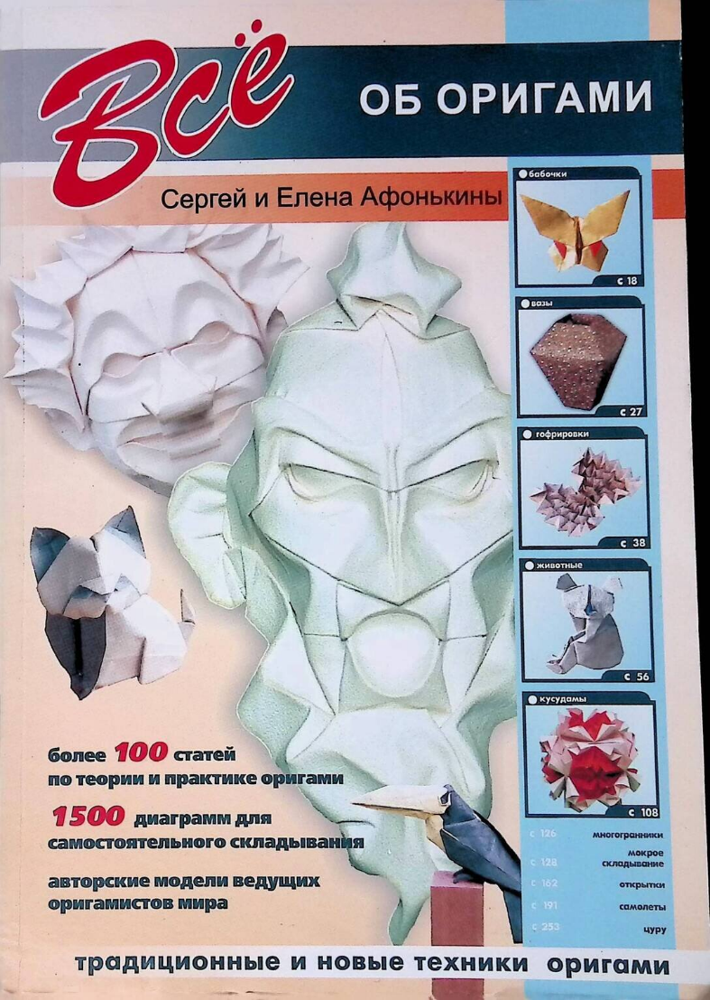 Всё
ОБ ОРИГАМИ
Сергей и Елена Афонькины
бабочки
с 18
вазы
с 27
гофрировки
с 38
животные
с 56
кусудамы
с 108
с 126 многогранники
мокрое
с 128 складывание
с 162 открытки
с 191 самолеты
с 253 цуру
более 100 статей
по теории и практике оригами
1500 диаграмм для
самостоятельного складывания
авторские модели ведущих
оригамистов мира
традиционные и новые техники оригами